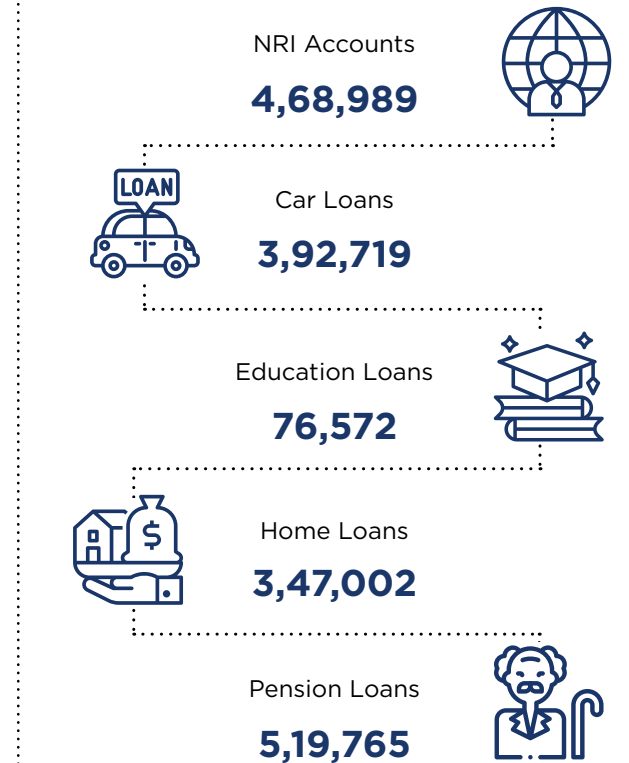 NRI Accounts
4,68,989
LOAN
Car Loans
3,92,719
Education Loans
76,572
$
Home Loans
3,47,002
Pension Loans
5,19,765